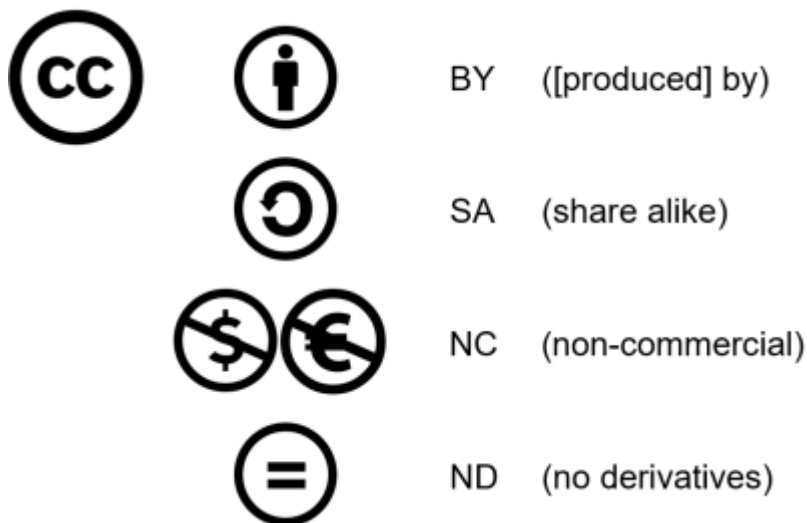 cc BY ([produced] by)
SA (share alike)
$ € NC (non-commercial)
= ND (no derivatives)